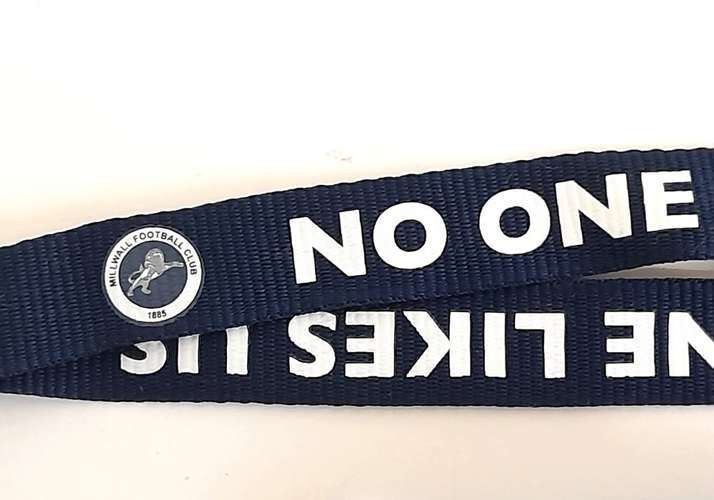 MILLWALL FOOTBALL CLUB
1885
NO ONE
NE LIKES US